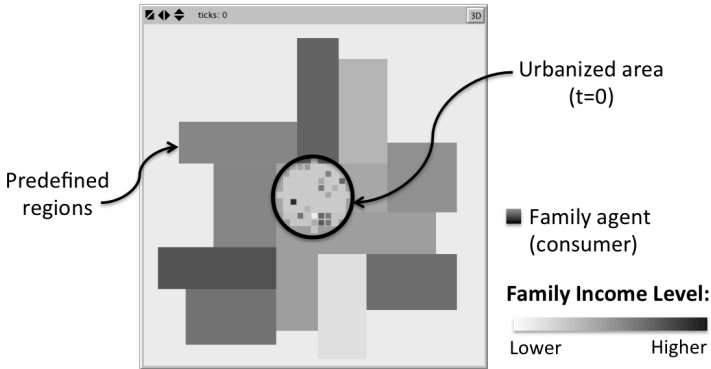 ticks: 0
3D
Urbanized area
(t=0)
Predefined
regions
Family agent
(consumer)
Family Income Level:
Lower Higher